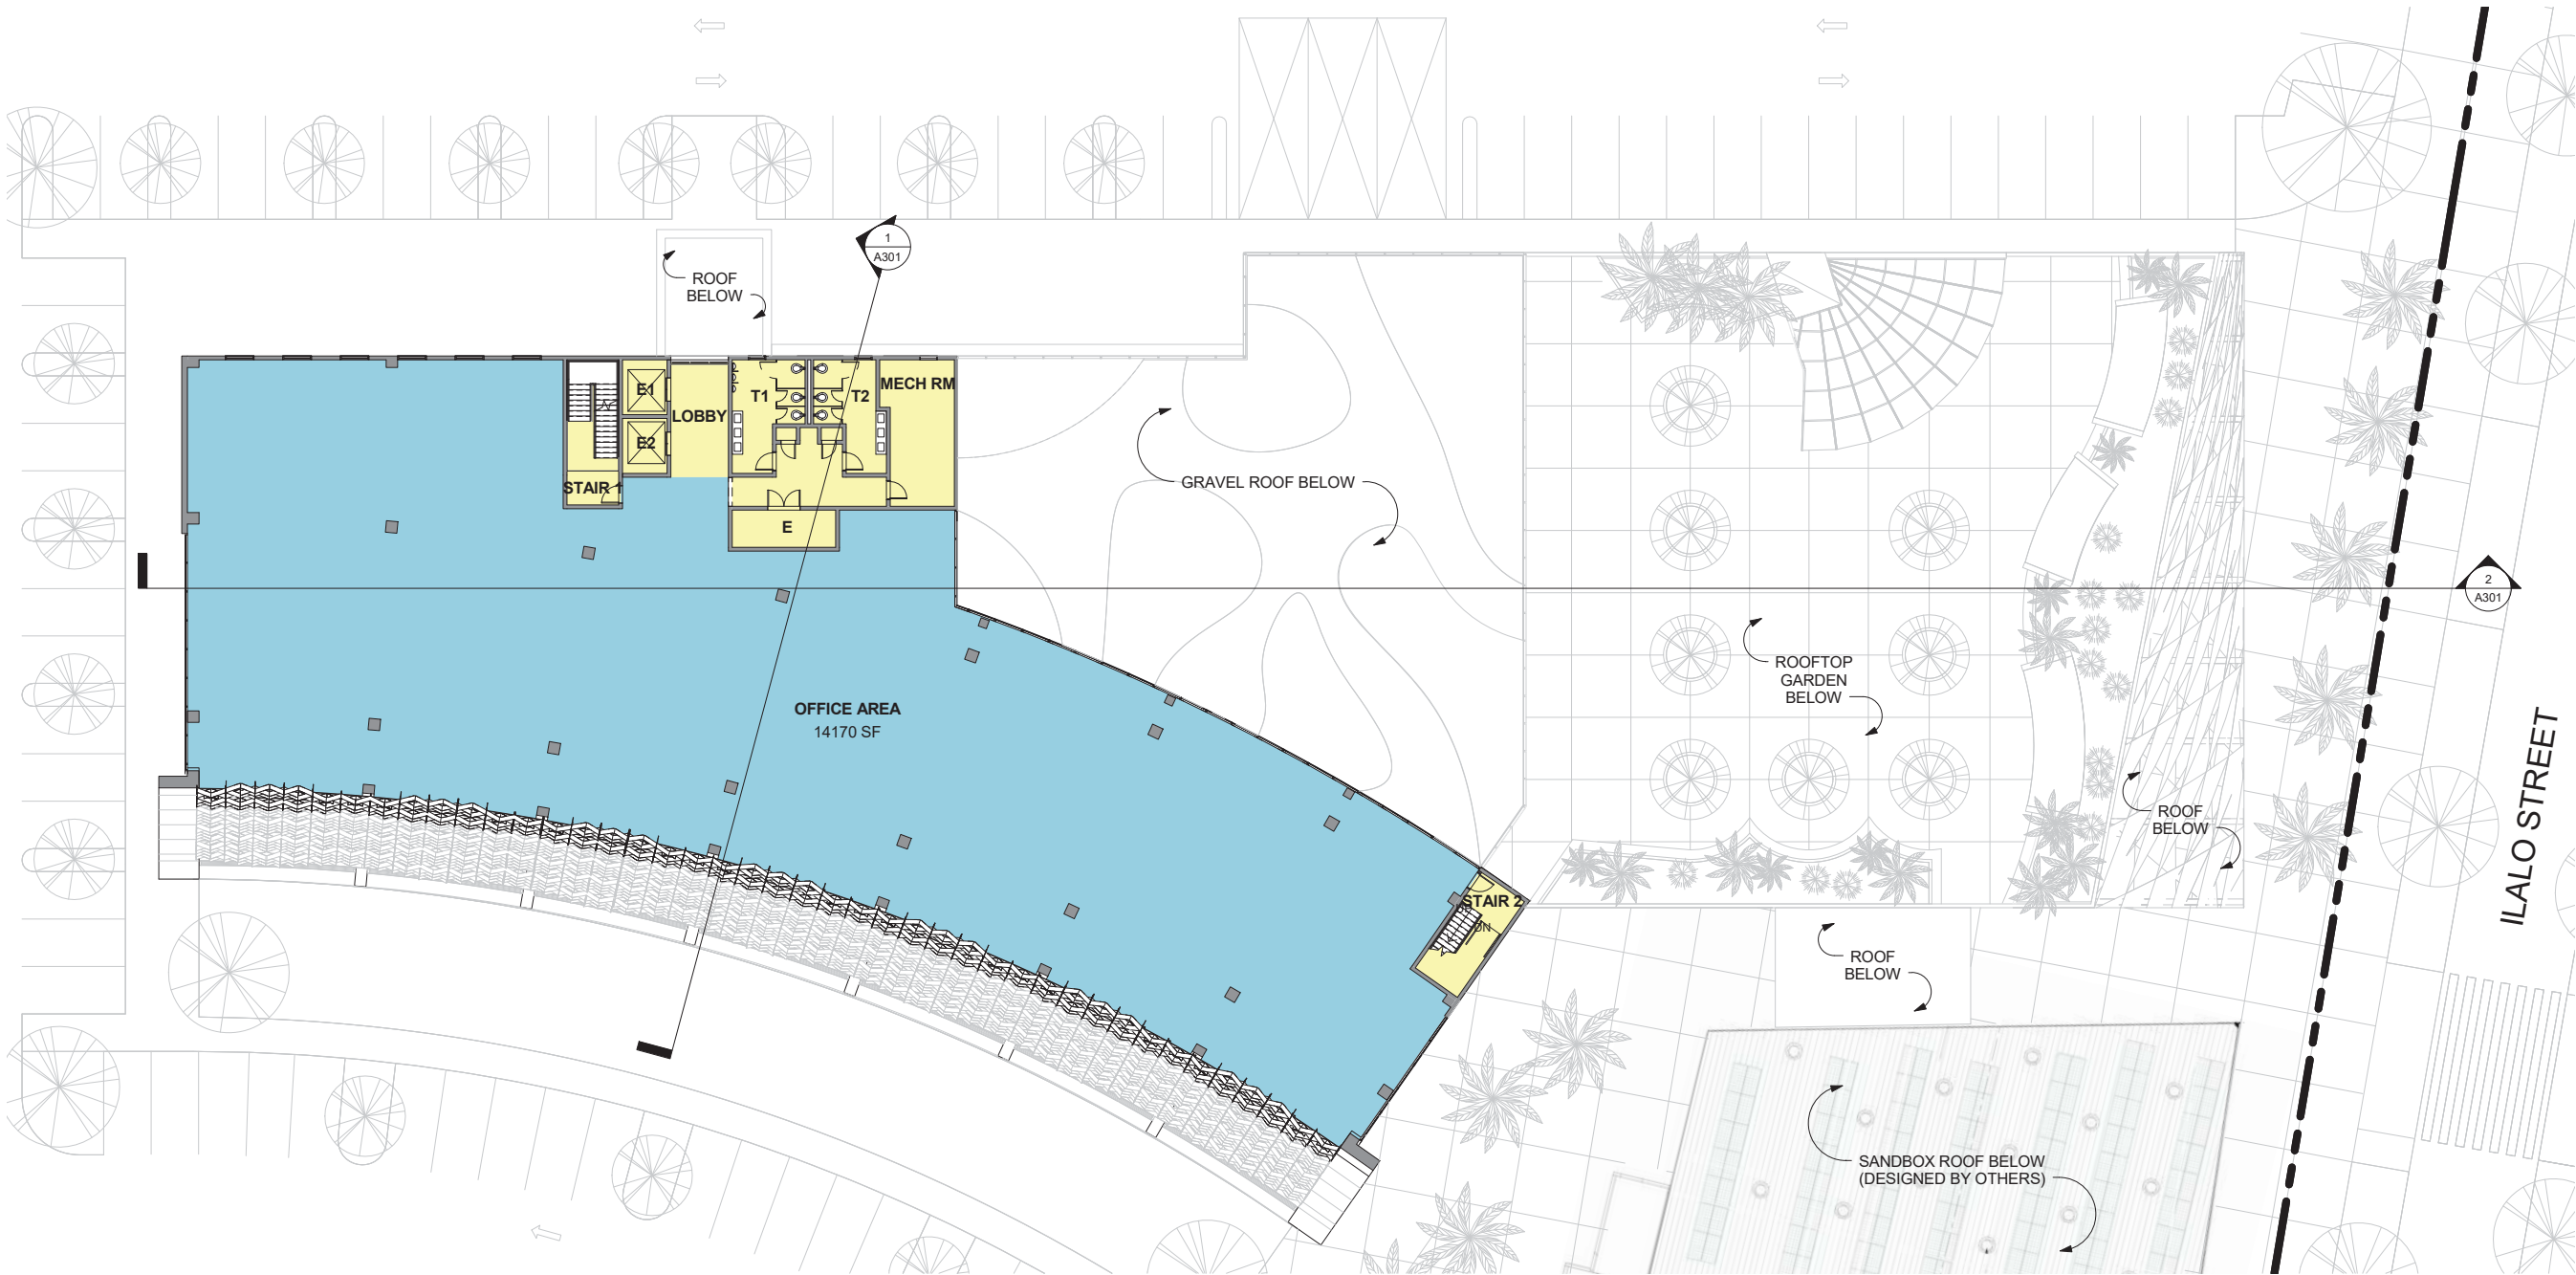 1
A301
ROOF
BELOW
E1
E2
LOBBY
T1
T2
MECH RM
STAIR 1
E
GRAVEL ROOF BELOW
2
A301
ROOFTOP
GARDEN
BELOW
OFFICE AREA
14170 SF
ROOF
BELOW
ILALO STREET
STAIR 2
DN
ROOF
BELOW
SANDBOX ROOF BELOW
(DESIGNED BY OTHERS)